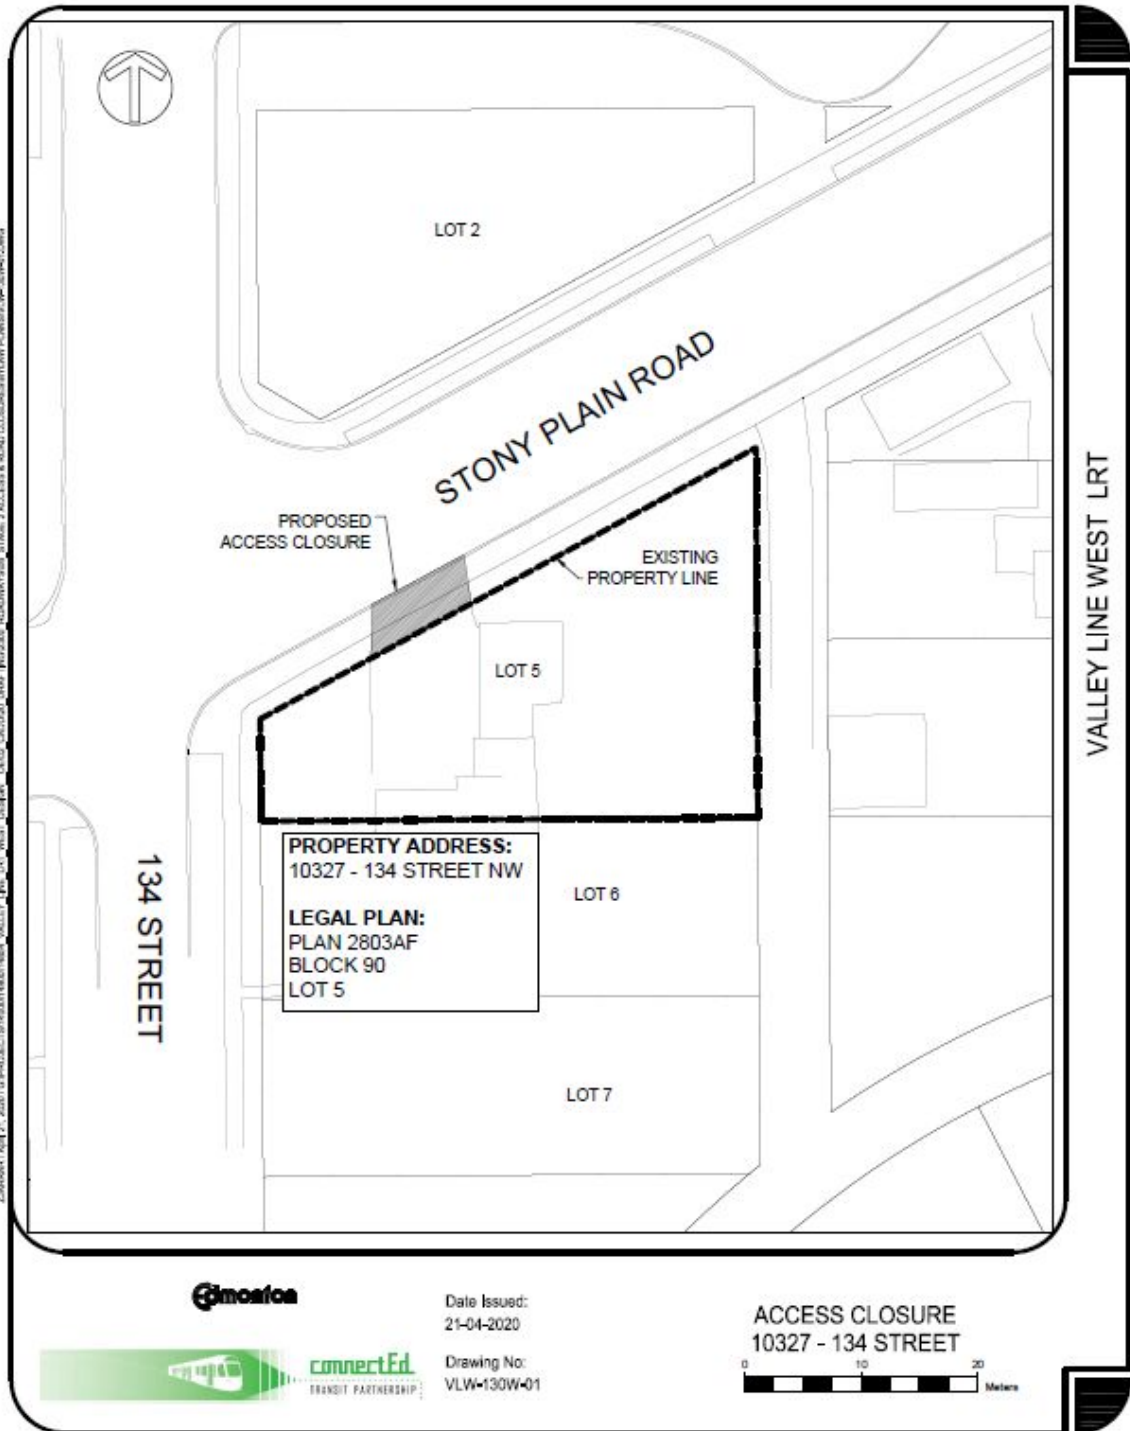 LOT 2
STONY PLAIN ROAD
PROPOSED
ACCESS CLOSURE
EXISTING
PROPERTY LINE
LOT 5
PROPERTY ADDRESS:
10327 - 134 STREET NW
LEGAL PLAN:
PLAN 2803AF
BLOCK 90
LOT 5
LOT 6
LOT 7
134 STREET
VALLEY LINE WEST LRT
Edmonton
connectEd
TRANSIT PARTNERSHIP
Date Issued:
21-04-2020
Drawing No:
VLW-130W-01
ACCESS CLOSURE
10327 - 134 STREET
0 10 20
Meters